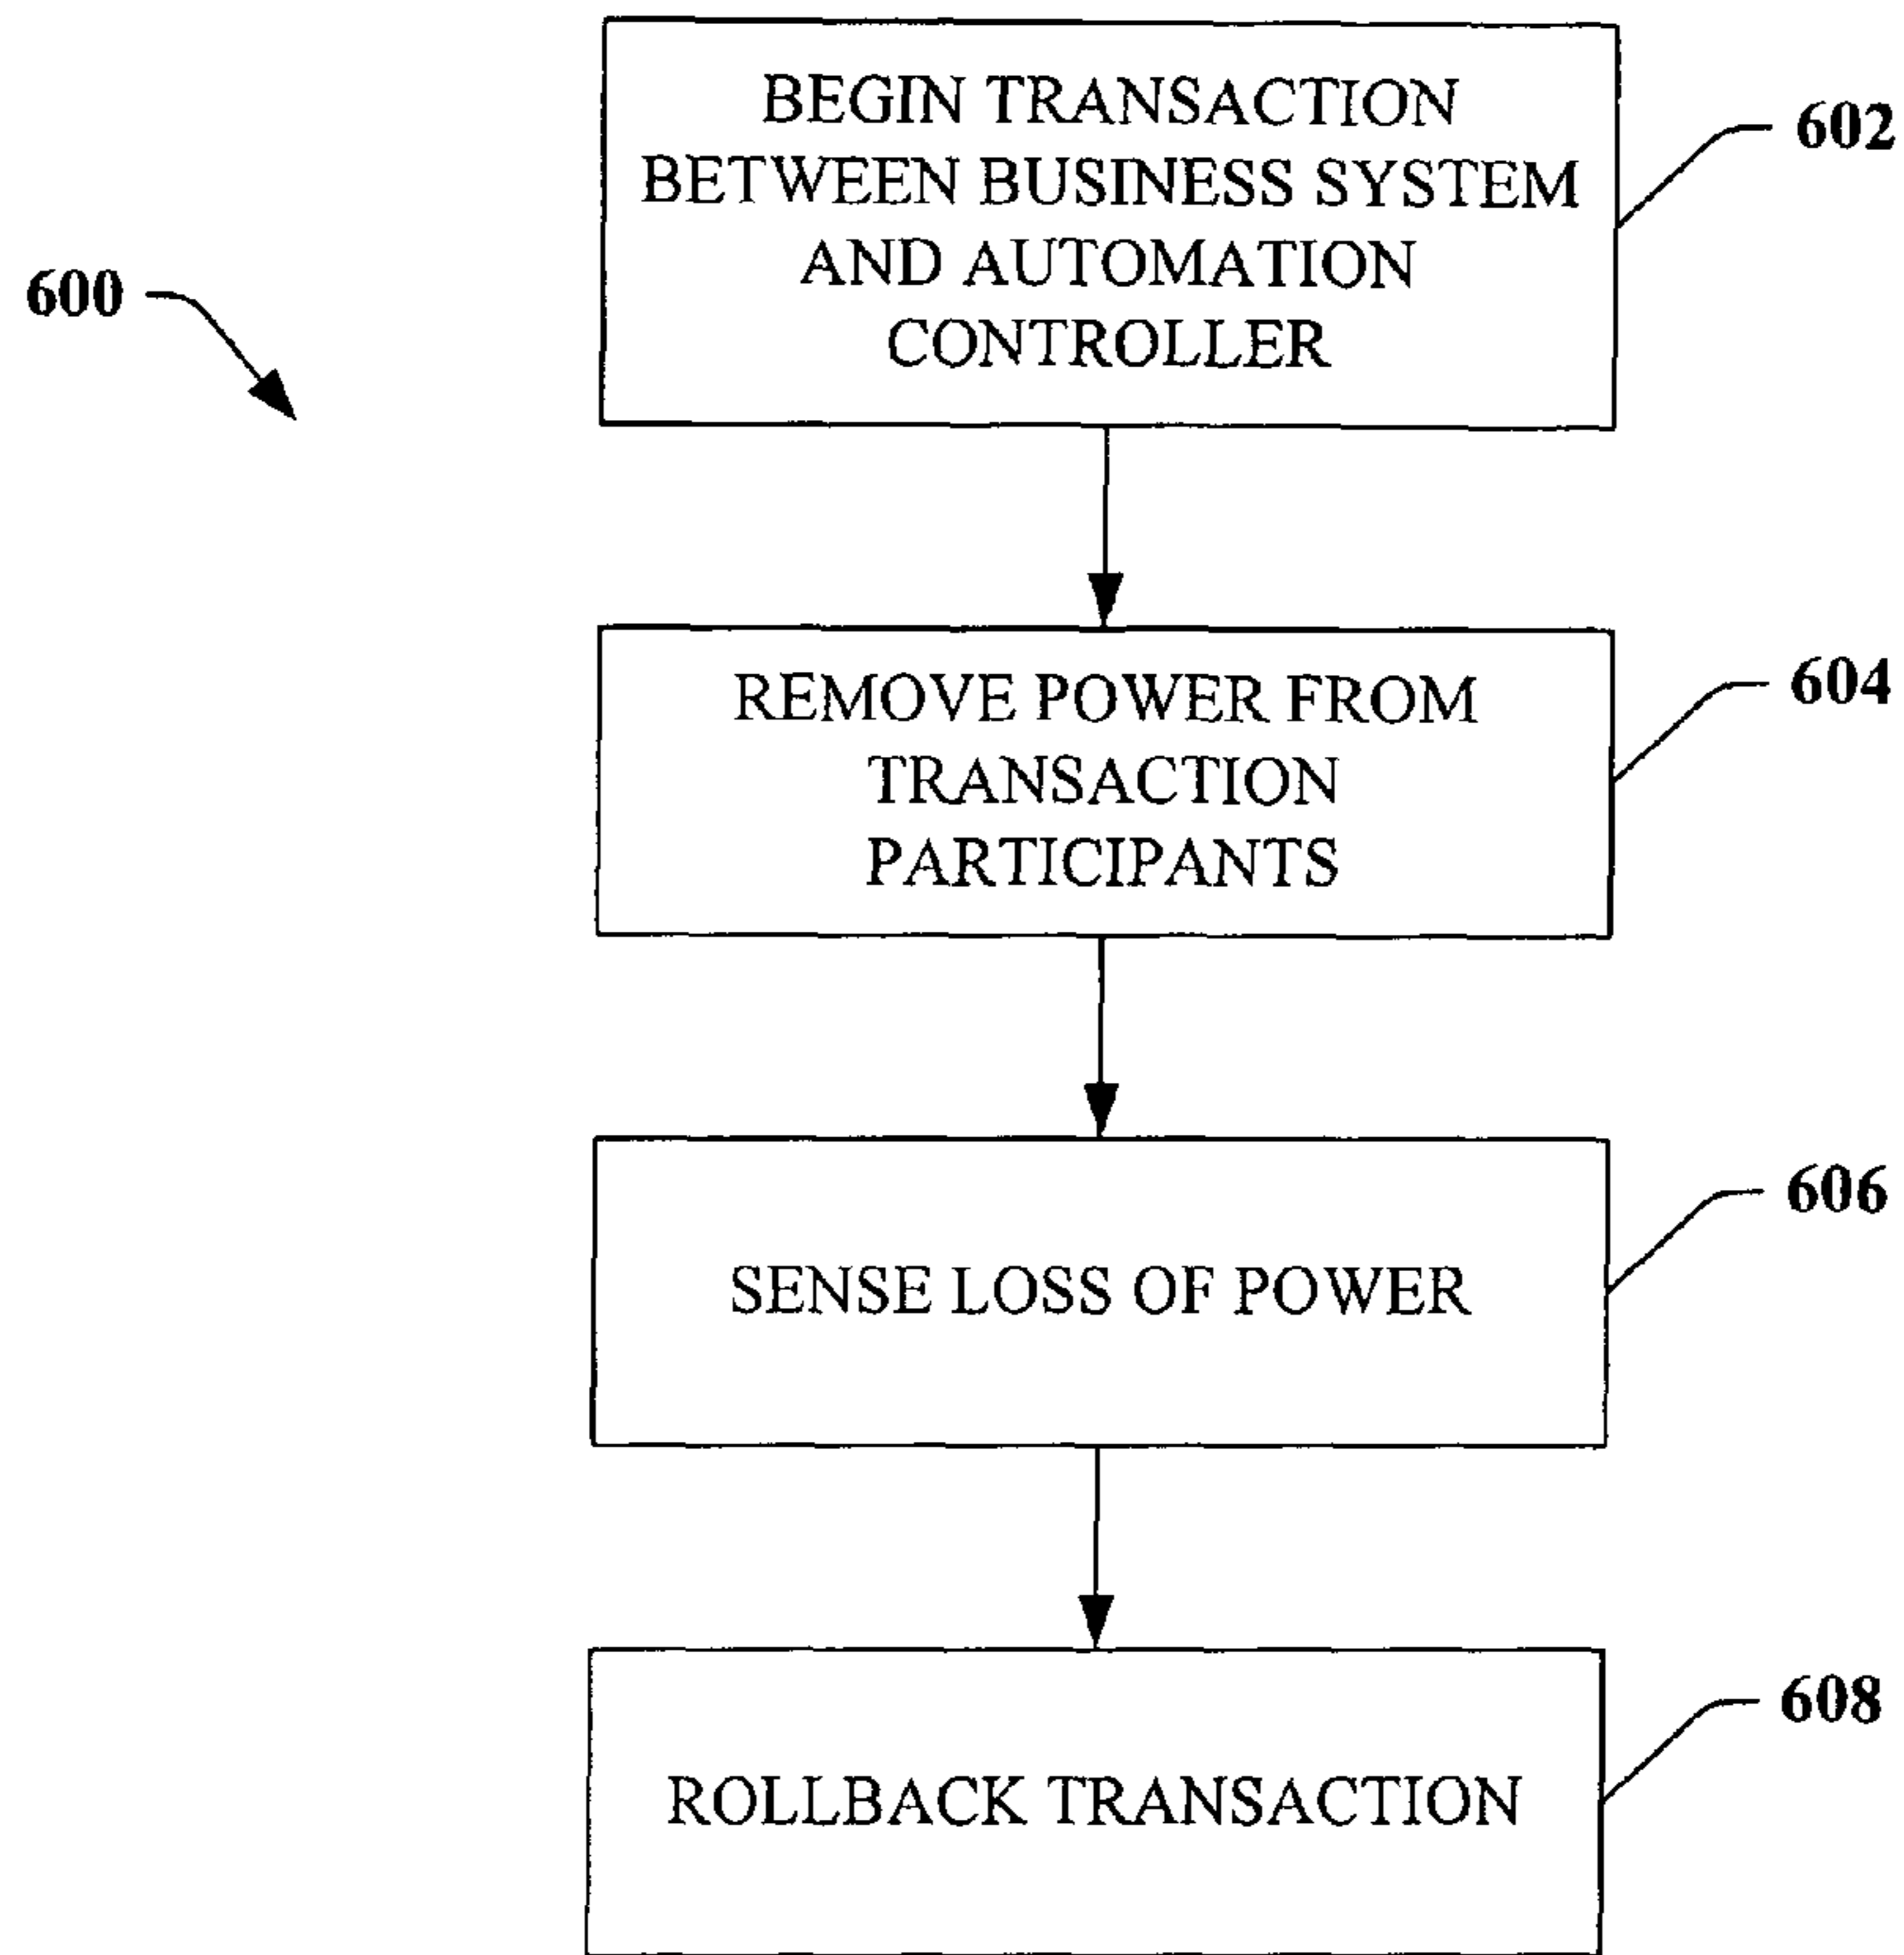 BEGIN TRANSACTION
BETWEEN BUSINESS SYSTEM
AND AUTOMATION
CONTROLLER
602
600
REMOVE POWER FROM
TRANSACTION
PARTICIPANTS
604
SENSE LOSS OF POWER
606
ROLLBACK TRANSACTION
608